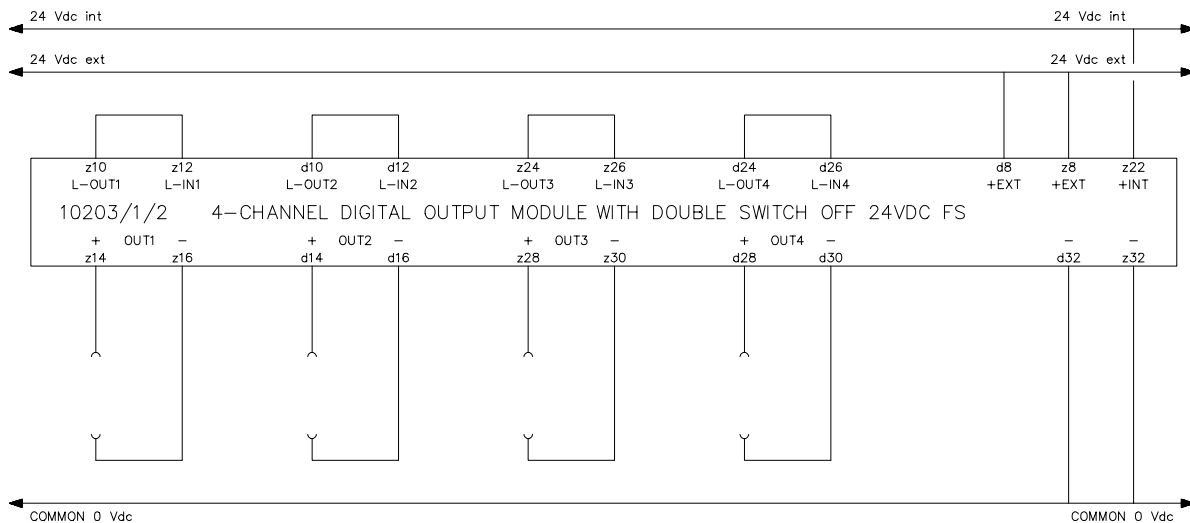 24 Vdc int 24 Vdc int
24 Vdc ext 24 Vdc ext
z10 z12 d10 d12 z24 z26 d24 d26 d8 z8 z22
L-OUT1 L-IN1 L-OUT2 L-IN2 L-OUT3 L-IN3 L-OUT4 L-IN4 +EXT +EXT +INT
10203/1/2 4-CHANNEL DIGITAL OUTPUT MODULE WITH DOUBLE SWITCH OFF 24VDC FS
+ OUT1 - + OUT2 - + OUT3 - + OUT4 - - -
z14 z16 d14 d16 z28 z30 d28 d30 d32 z32
COMMON 0 Vdc COMMON 0 Vdc